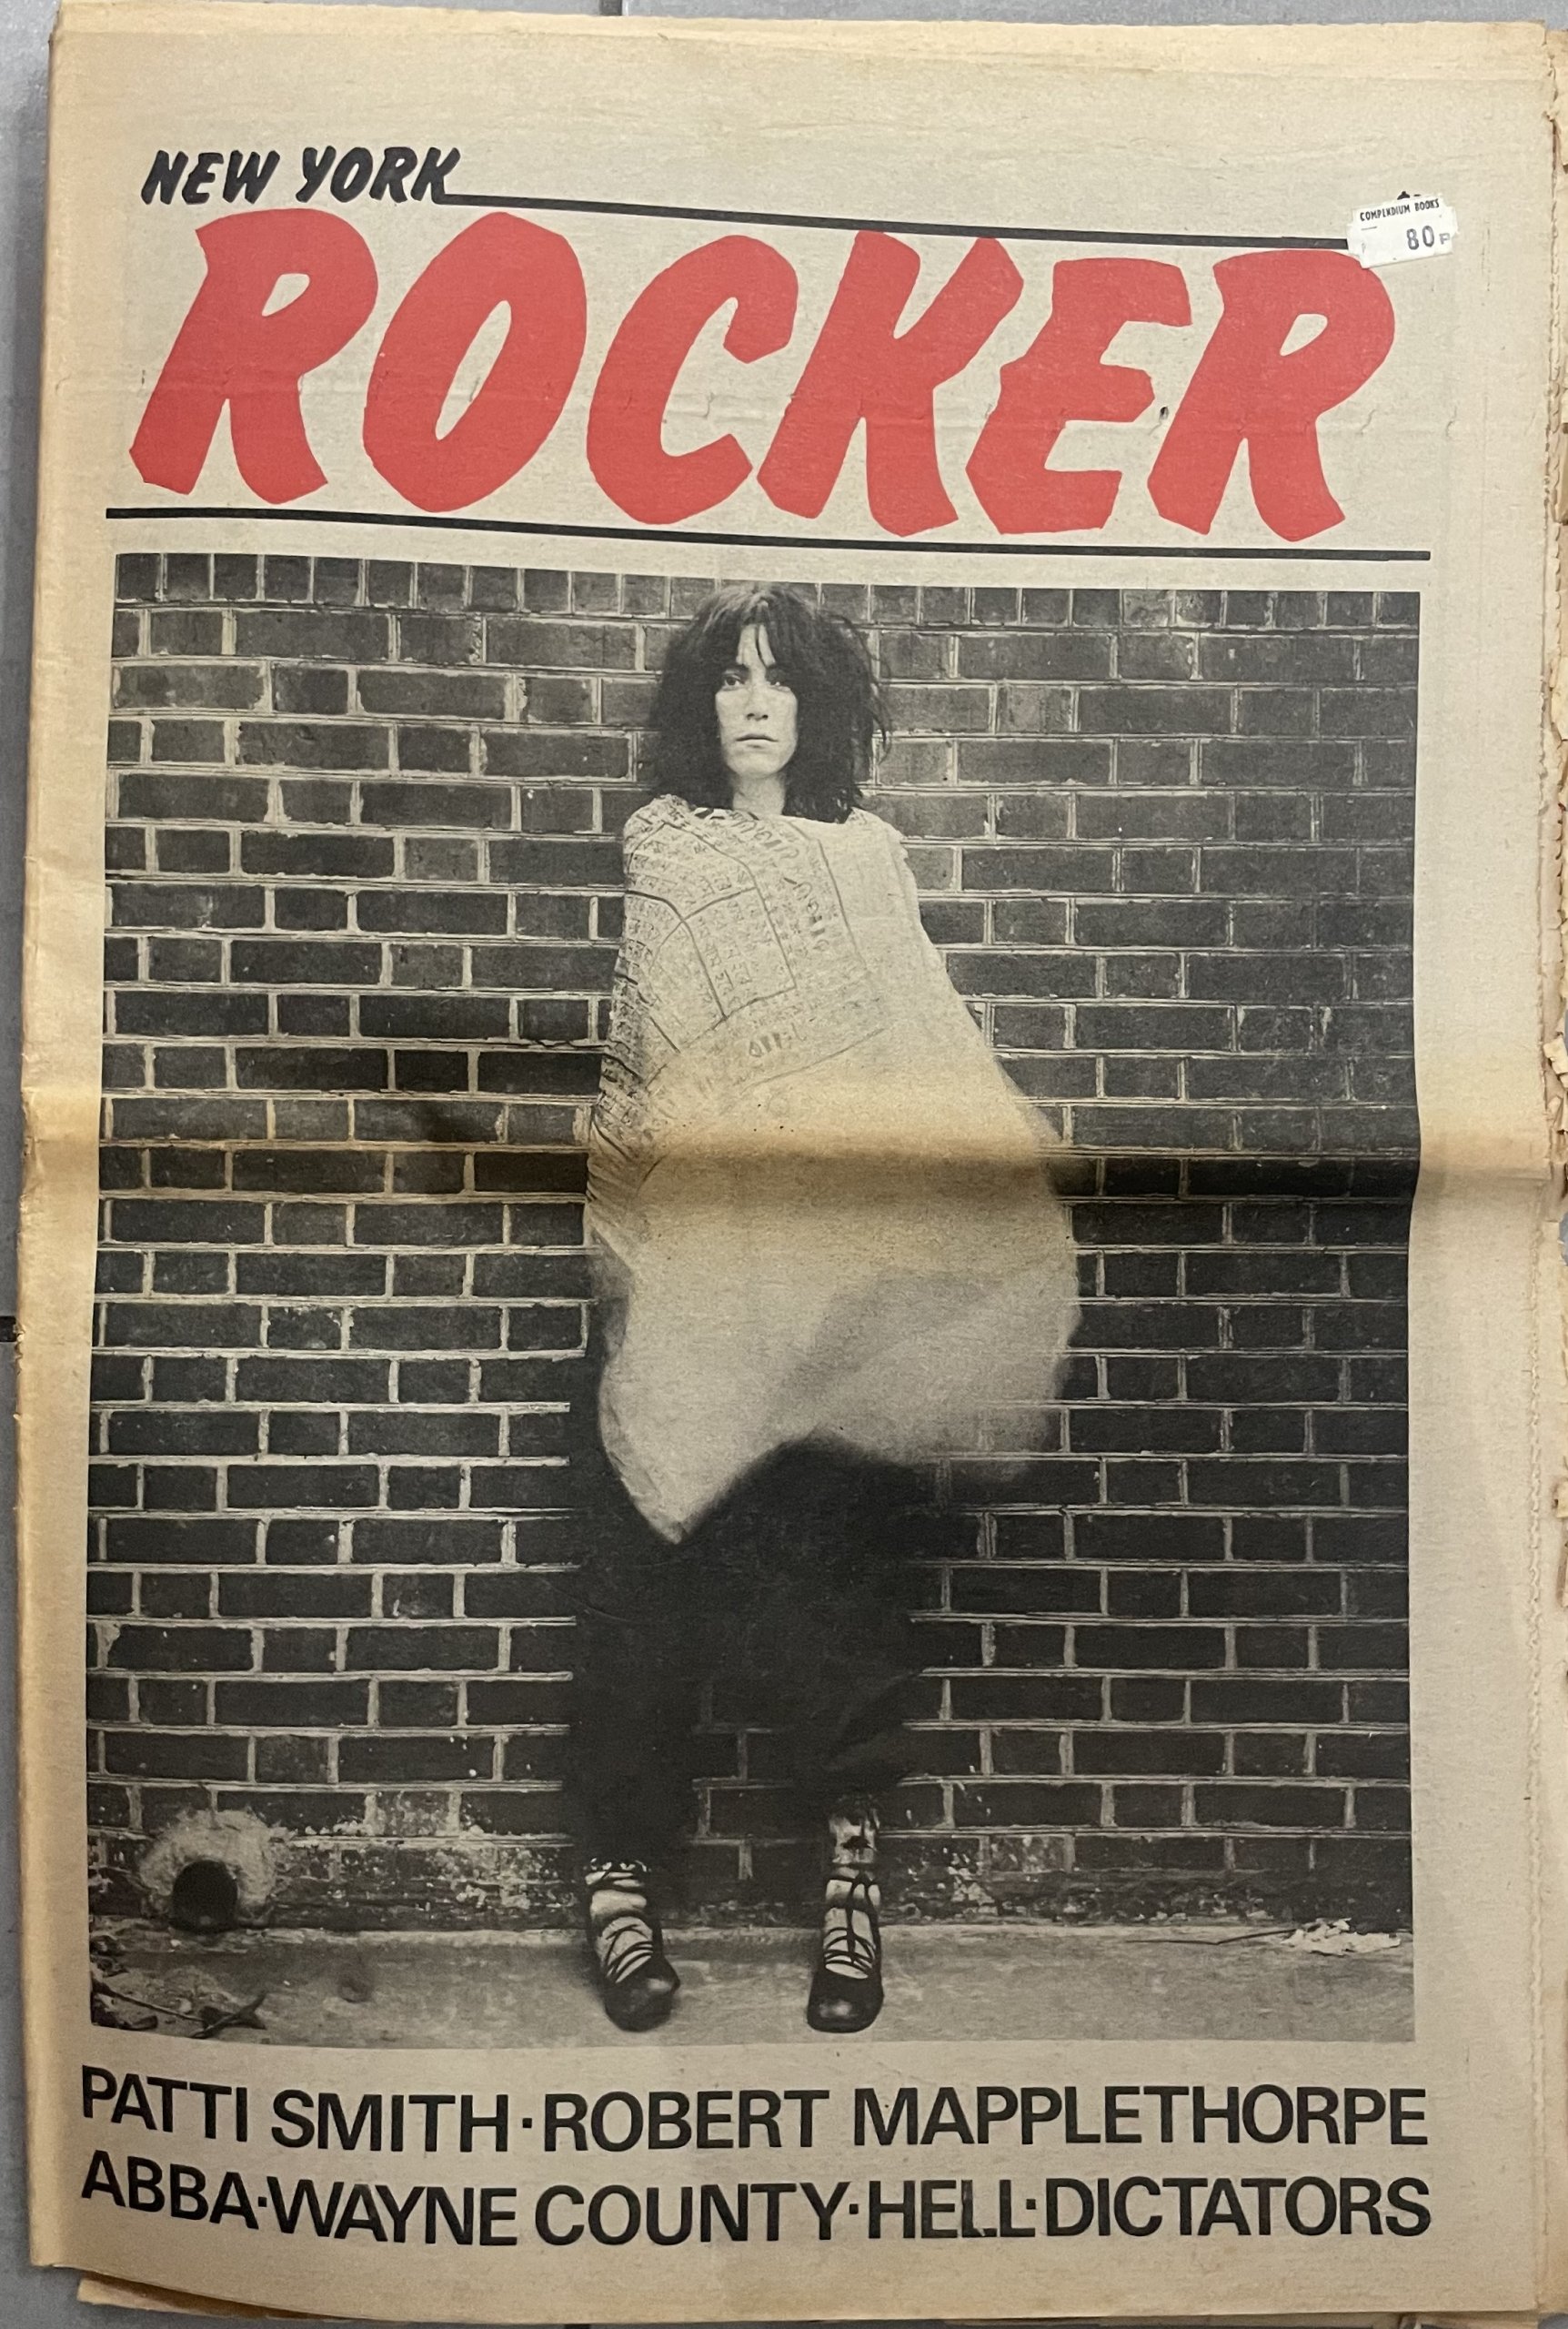 NEW YORK
COMPENDIUM BOOKS
80P
ROCKER
PATTI SMITH·ROBERT MAPPLETHORPE
ABBA·WAYNE COUNTY·HELL·DICTATORS